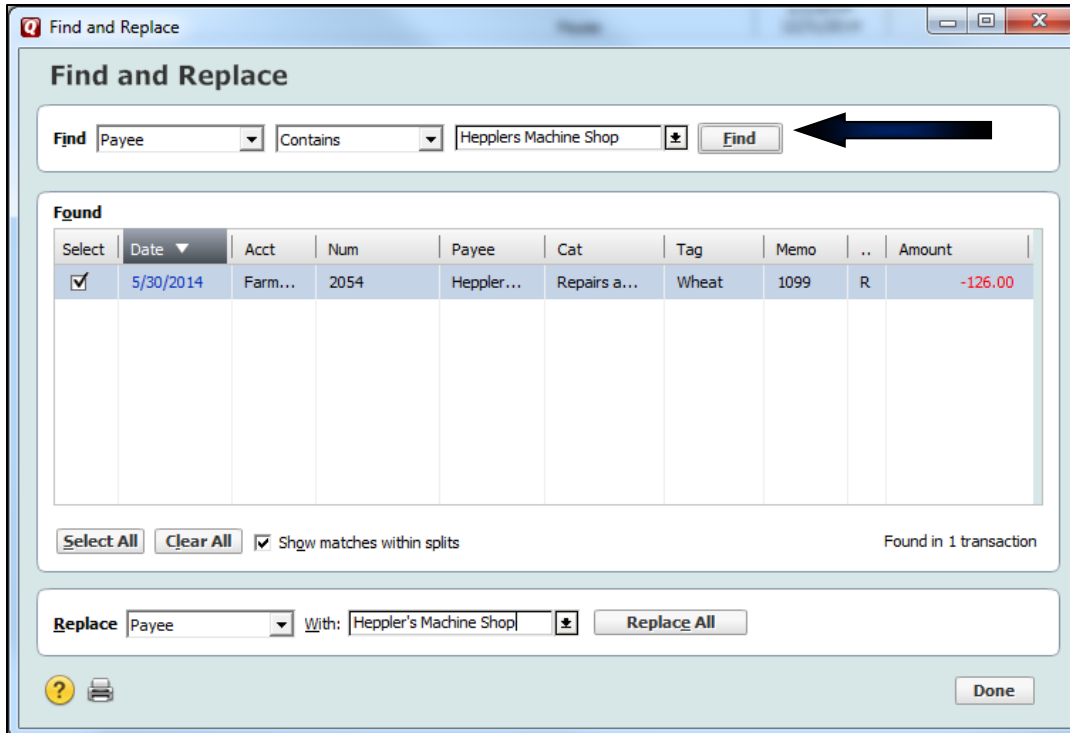 Find and Replace
Find and Replace
Find Payee Contains Hepplers Machine Shop Find
Found
Select Date Acct Num Payee Cat Tag Memo .. Amount
5/30/2014 Farm... 2054 Heppler... Repairs a... Wheat 1099 R -126.00
Select All Clear All Show matches within splits Found in 1 transaction
Replace Payee With: Heppler's Machine Shop Replace All
? Done